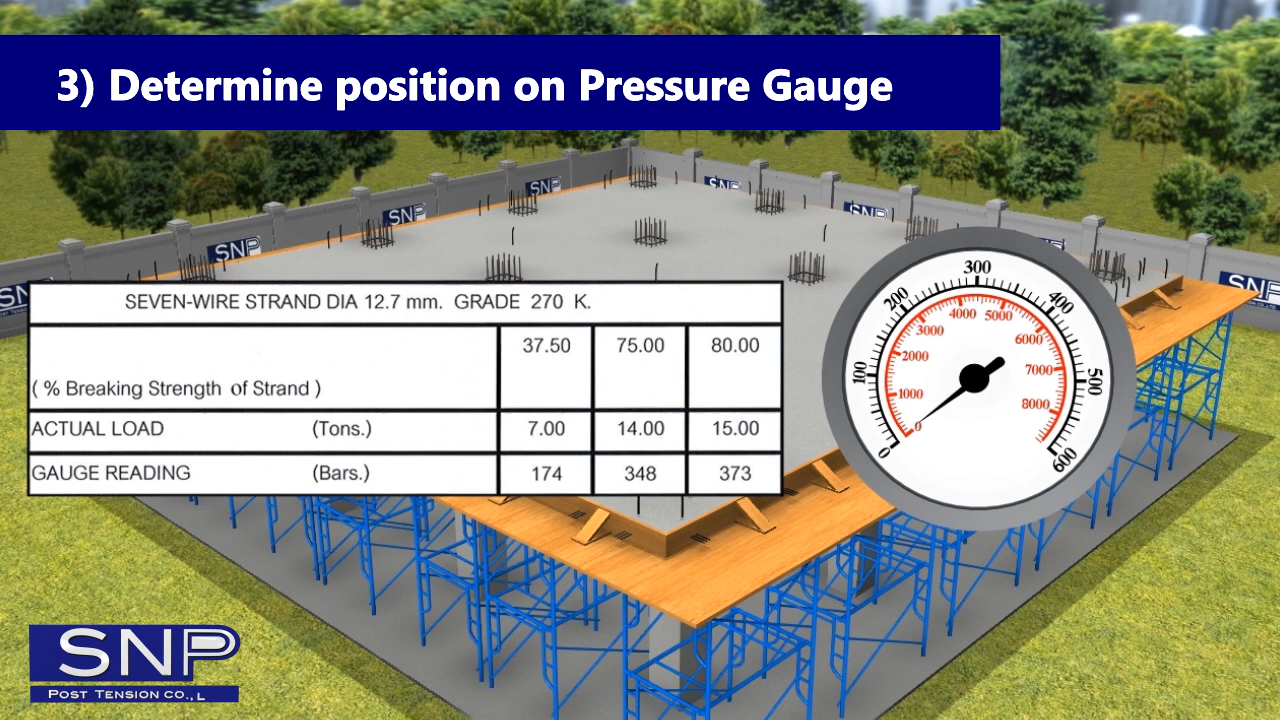 3) Determine position on Pressure Gauge
SNP
SNP
SNP
SNP
SNP
SEVEN-WIRE STRAND DIA 12.7 mm. GRADE 270 K.
37.50 75.00 80.00
( % Breaking Strength of Strand )
ACTUAL LOAD (Tons.) 7.00 14.00 15.00
GAUGE READING (Bars.) 174 348 373
0 100 200 300 400 500 600
0 1000 2000 3000 4000 5000 6000 7000 8000
SNP
SNP
POST TENSION CO., L